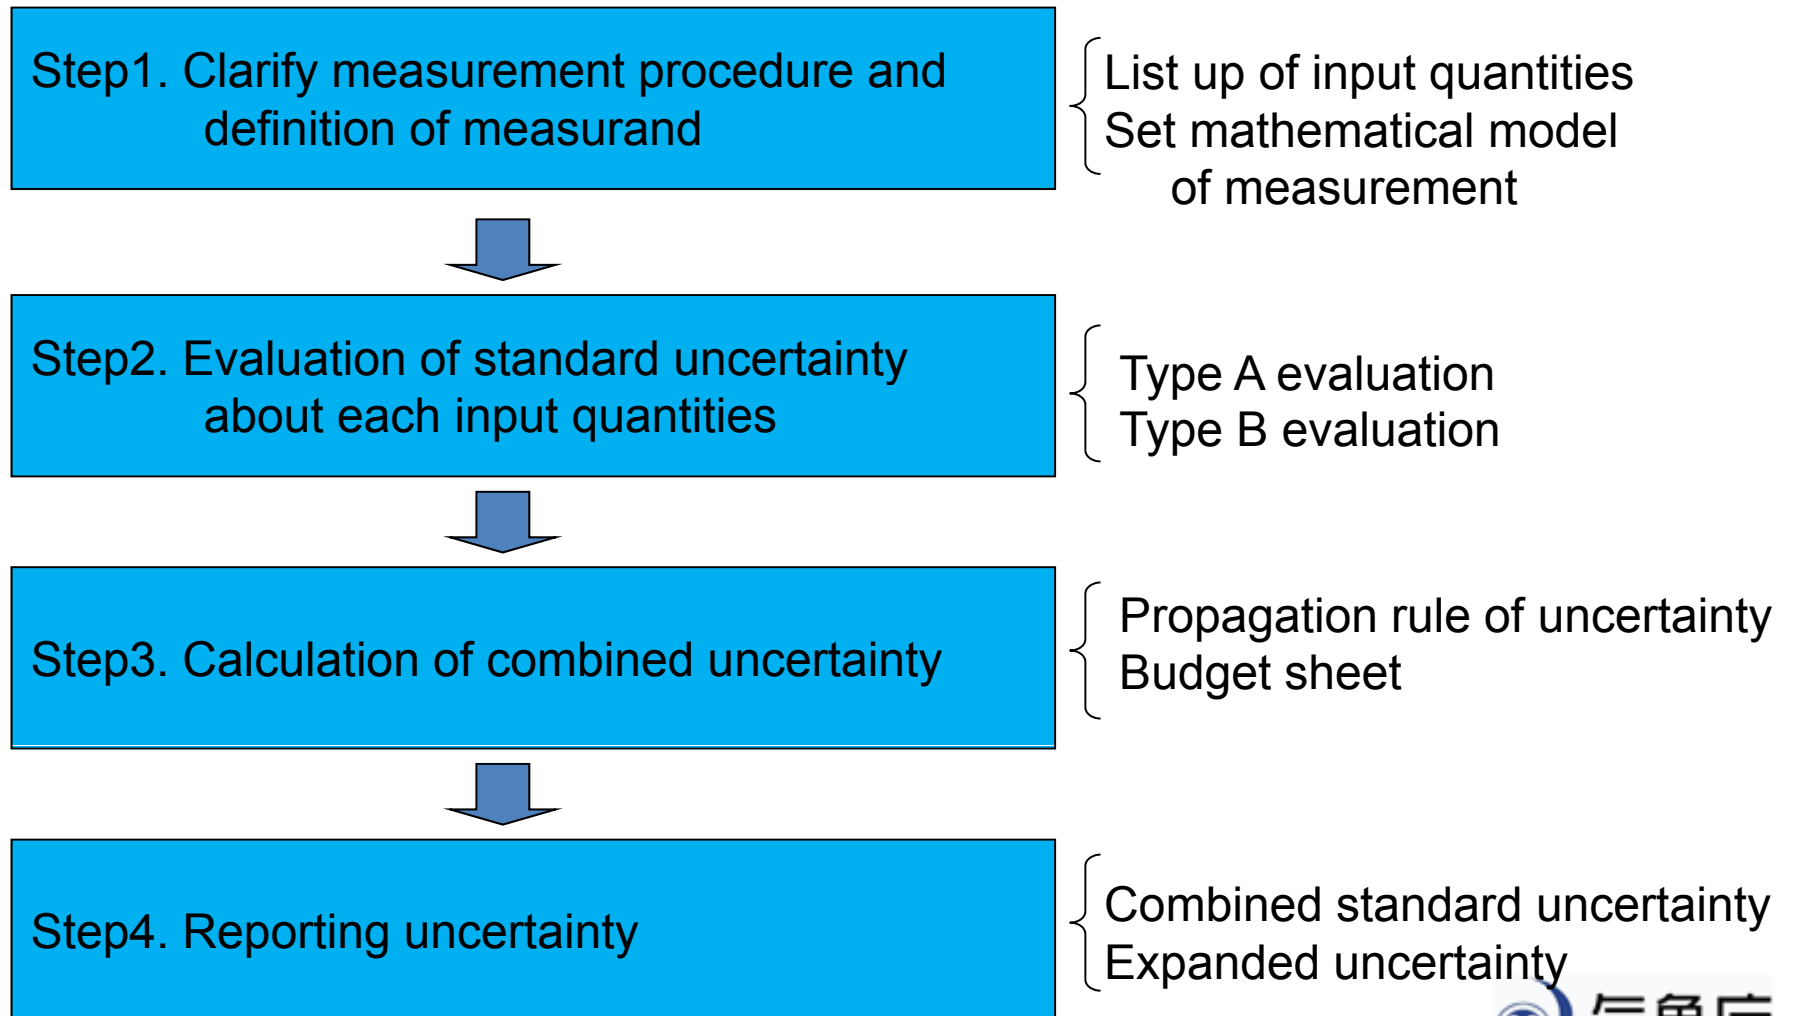 Step1. Clarify measurement procedure and
definition of measurand
List up of input quantities
Set mathematical model
of measurement
Step2. Evaluation of standard uncertainty
about each input quantities
Type A evaluation
Type B evaluation
Step3. Calculation of combined uncertainty
Propagation rule of uncertainty
Budget sheet
Step4. Reporting uncertainty
Combined standard uncertainty
Expanded uncertainty